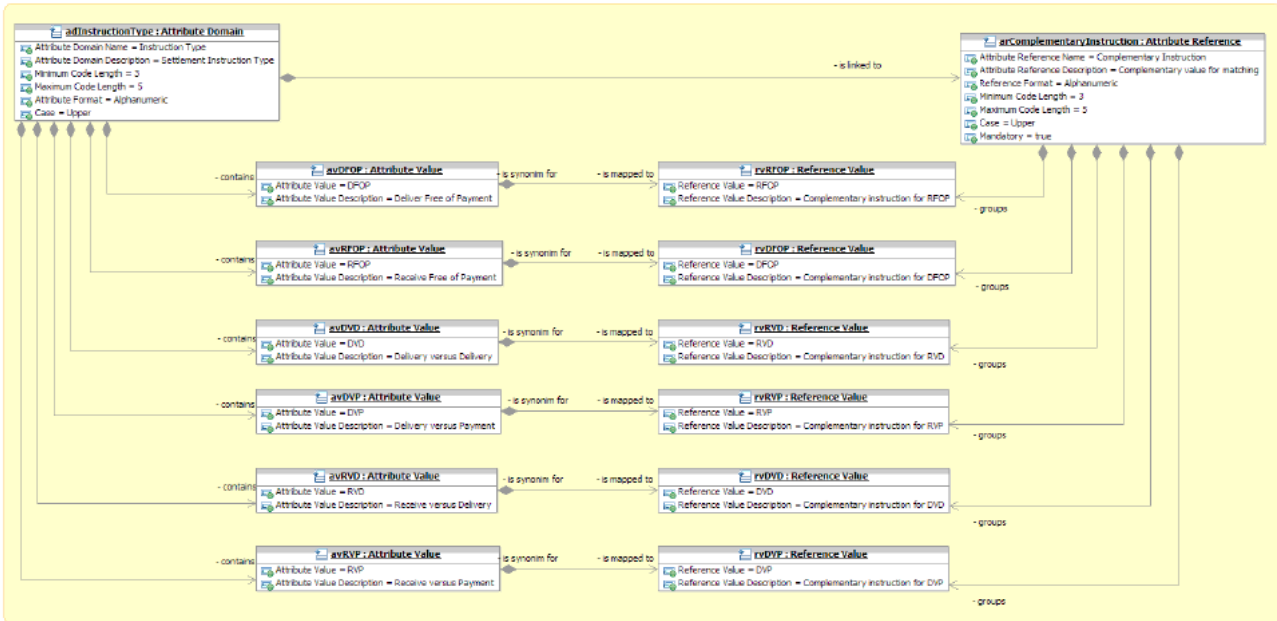 adInstructionType : Attribute Domain
Attribute Domain Name = Instruction Type
Attribute Domain Description = Settlement Instruction Type
Minimum Code Length = 3
Maximum Code Length = 5
Attribute Format = Alphanumeric
Case = Upper
- is linked to
arComplementaryInstruction : Attribute Reference
Attribute Reference Name = Complementary Instruction
Attribute Reference Description = Complementary value for matching
Reference Format = Alphanumeric
Minimum Code Length = 3
Maximum Code Length = 5
Case = Upper
Mandatory = true
- contains
avDFOP : Attribute Value
Attribute Value = DFOP
Attribute Value Description = Deliver Free of Payment
- is synonim for
- is mapped to
rvRFOP : Reference Value
Reference Value = RFOP
Reference Value Description = Complementary instruction for RFOP
- groups
- contains
avRFOP : Attribute Value
Attribute Value = RFOP
Attribute Value Description = Receive Free of Payment
- is synonim for
- is mapped to
rvDFOP : Reference Value
Reference Value = DFOP
Reference Value Description = Complementary instruction for DFOP
- groups
- contains
avDVD : Attribute Value
Attribute Value = DVD
Attribute Value Description = Delivery versus Delivery
- is synonim for
- is mapped to
rvRVD : Reference Value
Reference Value = RVD
Reference Value Description = Complementary instruction for RVD
- groups
- contains
avDVP : Attribute Value
Attribute Value = DVP
Attribute Value Description = Delivery versus Payment
- is synonim for
- is mapped to
rvRVP : Reference Value
Reference Value = RVP
Reference Value Description = Complementary instruction for RVP
- groups
- contains
avRVD : Attribute Value
Attribute Value = RVD
Attribute Value Description = Receive versus Delivery
- is synonim for
- is mapped to
rvDVD : Reference Value
Reference Value = DVD
Reference Value Description = Complementary instruction for DVD
- groups
- contains
avRVP : Attribute Value
Attribute Value = RVP
Attribute Value Description = Receive versus Payment
- is synonim for
- is mapped to
rvDVP : Reference Value
Reference Value = DVP
Reference Value Description = Complementary instruction for DVP
- groups